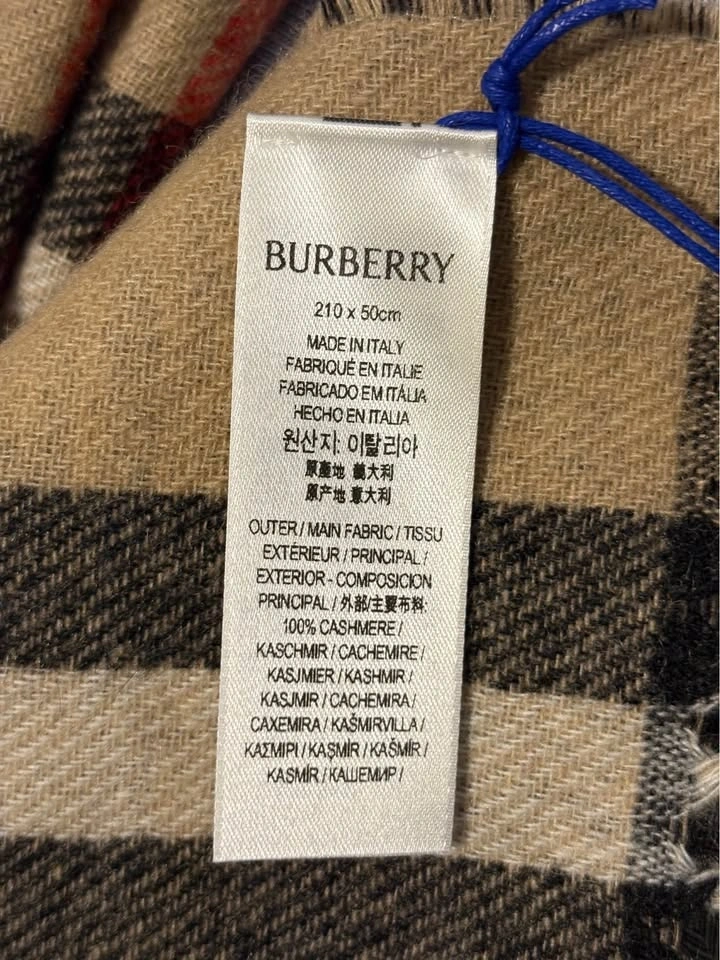 BURBERRY
210 x 50cm
MADE IN ITALY
FABRIQUÉ EN ITALIE
FABRICADO EM ITÁLIA
HECHO EN ITALIA
원산지: 이탈리아
原產地 義大利
原产地 意大利
OUTER / MAIN FABRIC / TISSU
EXTÉRIEUR / PRINCIPAL /
EXTERIOR - COMPOSICION
PRINCIPAL / 外部/主要布料:
100% CASHMERE /
KASCHMIR / CACHEMIRE /
KASJMIER / KASHMIR /
KASJMIR / CACHEMIRA /
CAXEMIRA / KAŠMIRVILLA /
ΚΑΣΜΙΡΙ / KAŞMİR / KAŠMÍR /
KASMÍR / КАШЕМИР /